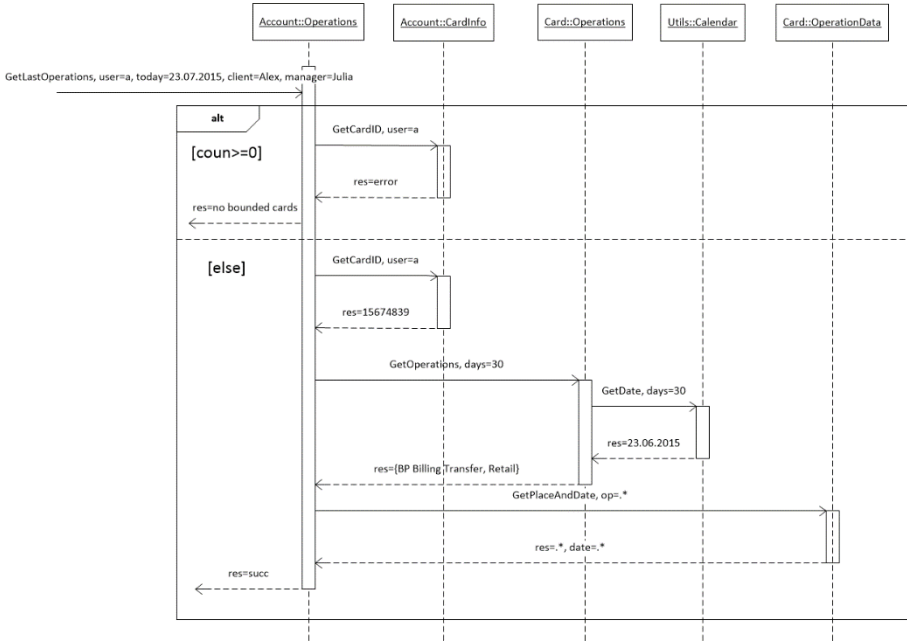 Account::Operations
Account::CardInfo
Card::Operations
Utils::Calendar
Card::OperationData
GetLastOperations, user=a, today=23.07.2015, client=Alex, manager=Julia
alt
GetCardID, user=a
[coun>=0]
res=error
res=no bounded cards
GetCardID, user=a
[else]
res=15674839
GetOperations, days=30
GetDate, days=30
res=23.06.2015
res={BP Billing Transfer, Retail}
GetPlaceAndDate, op=.*
res=.*, date=.*
res=succ